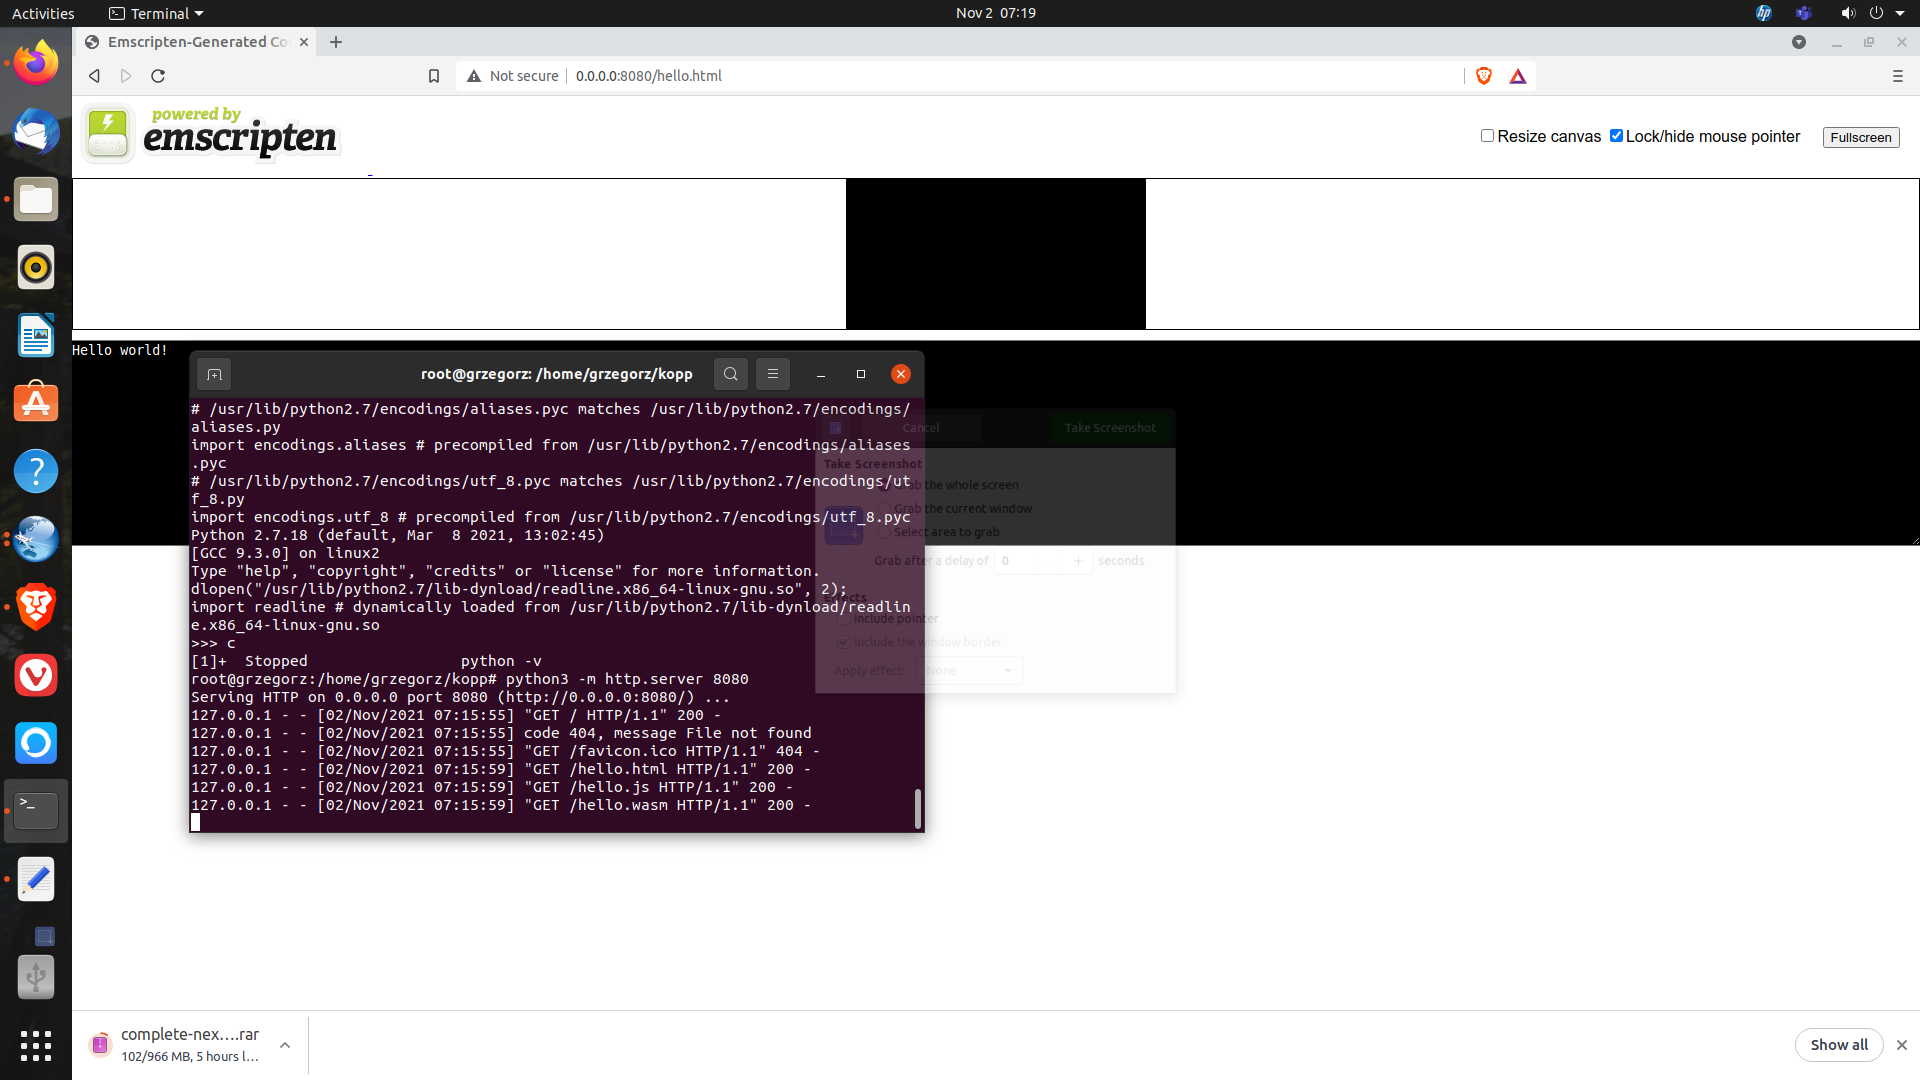 Activities
Terminal
Nov 2 07:19
Emscripten-Generated Co
Not secure
0.0.0.0:8080/hello.html
powered by
emscripten
Resize canvas
Lock/hide mouse pointer
Fullscreen
Hello world!
root@grzegorz: /home/grzegorz/kopp
# /usr/lib/python2.7/encodings/aliases.pyc matches /usr/lib/python2.7/encodings/
aliases.py
import encodings.aliases # precompiled from /usr/lib/python2.7/encodings/aliases
.pyc
# /usr/lib/python2.7/encodings/utf_8.pyc matches /usr/lib/python2.7/encodings/ut
f_8.py
import encodings.utf_8 # precompiled from /usr/lib/python2.7/encodings/utf_8.pyc
Python 2.7.18 (default, Mar  8 2021, 13:02:45)
[GCC 9.3.0] on linux2
Type "help", "copyright", "credits" or "license" for more information.
dlopen("/usr/lib/python2.7/lib-dynload/readline.x86_64-linux-gnu.so", 2);
import readline # dynamically loaded from /usr/lib/python2.7/lib-dynload/readlin
e.x86_64-linux-gnu.so
>>> c
[1]+  Stopped                 python -v
root@grzegorz:/home/grzegorz/kopp# python3 -m http.server 8080
Serving HTTP on 0.0.0.0 port 8080 (http://0.0.0.0:8080/) ...
127.0.0.1 - - [02/Nov/2021 07:15:55] "GET / HTTP/1.1" 200 -
127.0.0.1 - - [02/Nov/2021 07:15:55] code 404, message File not found
127.0.0.1 - - [02/Nov/2021 07:15:55] "GET /favicon.ico HTTP/1.1" 404 -
127.0.0.1 - - [02/Nov/2021 07:15:59] "GET /hello.html HTTP/1.1" 200 -
127.0.0.1 - - [02/Nov/2021 07:15:59] "GET /hello.js HTTP/1.1" 200 -
127.0.0.1 - - [02/Nov/2021 07:15:59] "GET /hello.wasm HTTP/1.1" 200 -
Cancel
Take Screenshot
Take Screenshot
Grab the whole screen
Grab the current window
Select area to grab
Grab after a delay of 0 + seconds
Effects
Include pointer
Include the window border
Apply effect: None
complete-nex….rar
102/966 MB, 5 hours l…
Show all